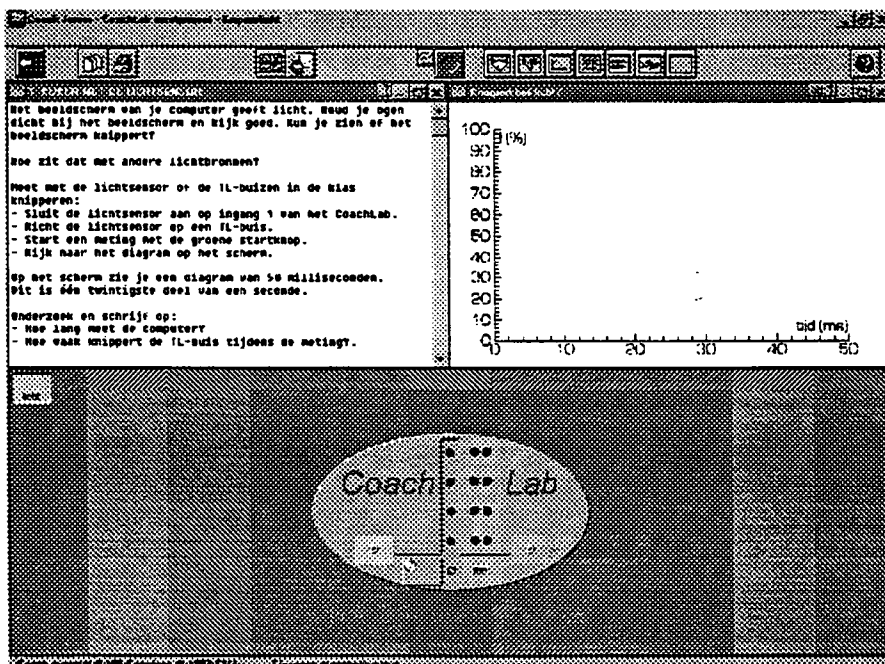 Het beeldscherm van je computer geeft licht. Houd je ogen
dicht bij het beeldscherm en kijk goed. Kun je zien of het
beeldscherm knippert?
Hoe zit dat met andere lichtbronnen?
Meet met de lichtsensor of de TL-buizen in de klas
knipperen:
- Sluit de lichtsensor aan op ingang 1 van het CoachLab.
- Richt de lichtsensor op een TL-buis.
- Start een meting met de groene startknop.
- Kijk naar het diagram op het scherm.
Op het scherm zie je een diagram van 50 milliseconden.
Dit is één twintigste deel van een seconde.
Onderzoek en schrijf op:
- Hoe lang meet de computer?
- Hoe vaak knippert de TL-buis tijdens de meting?.
100
(%)
90
80
70
60
50
40
30
20
10
0
tijd (ms)
0 10 20 30 40 50
Coach Lab